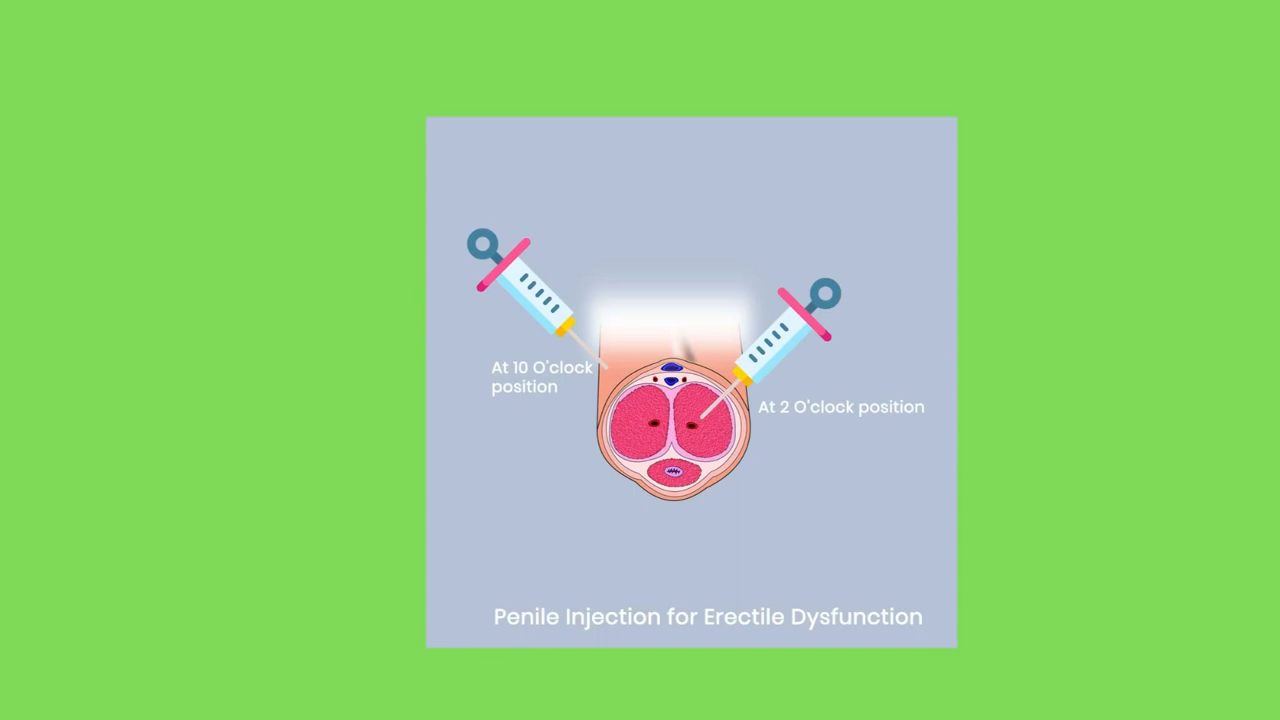 At 10 O'clock
position
At 2 O'clock position
Penile Injection for Erectile Dysfunction